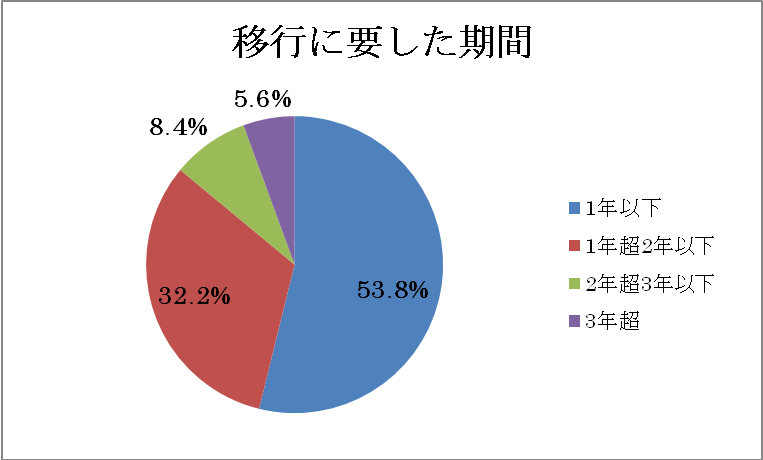 移行に要した期間
5.6%
8.4%
32.2%
53.8%
1年以下
1年超2年以下
2年超3年以下
3年超